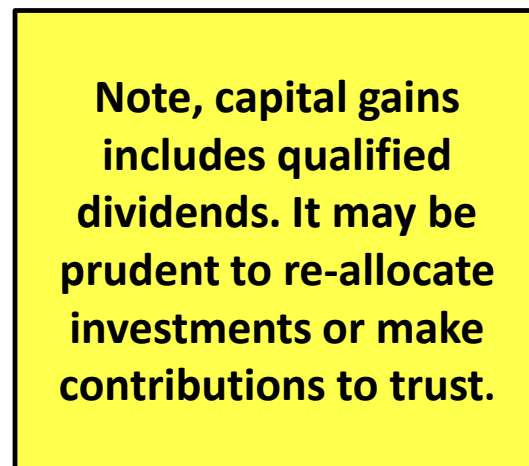 Note, capital gains
includes qualified
dividends. It may be
prudent to re-allocate
investments or make
contributions to trust.